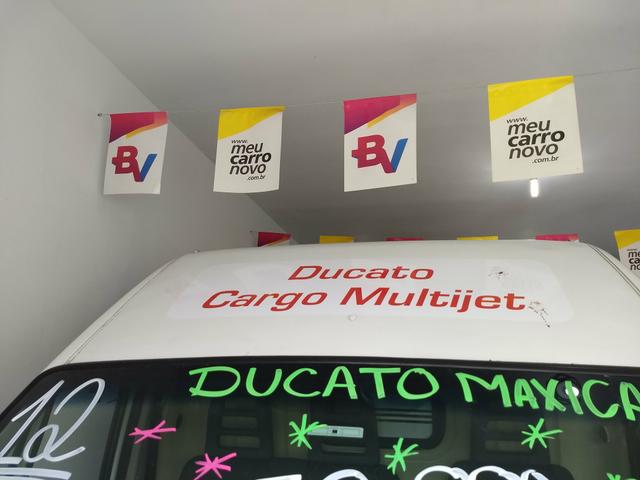 BV
www.
meu
carro
novo
.com.br
BV
www.
meu
carro
novo
.com.br
Ducato
Cargo Multijet
DUCATO MAXICA
12